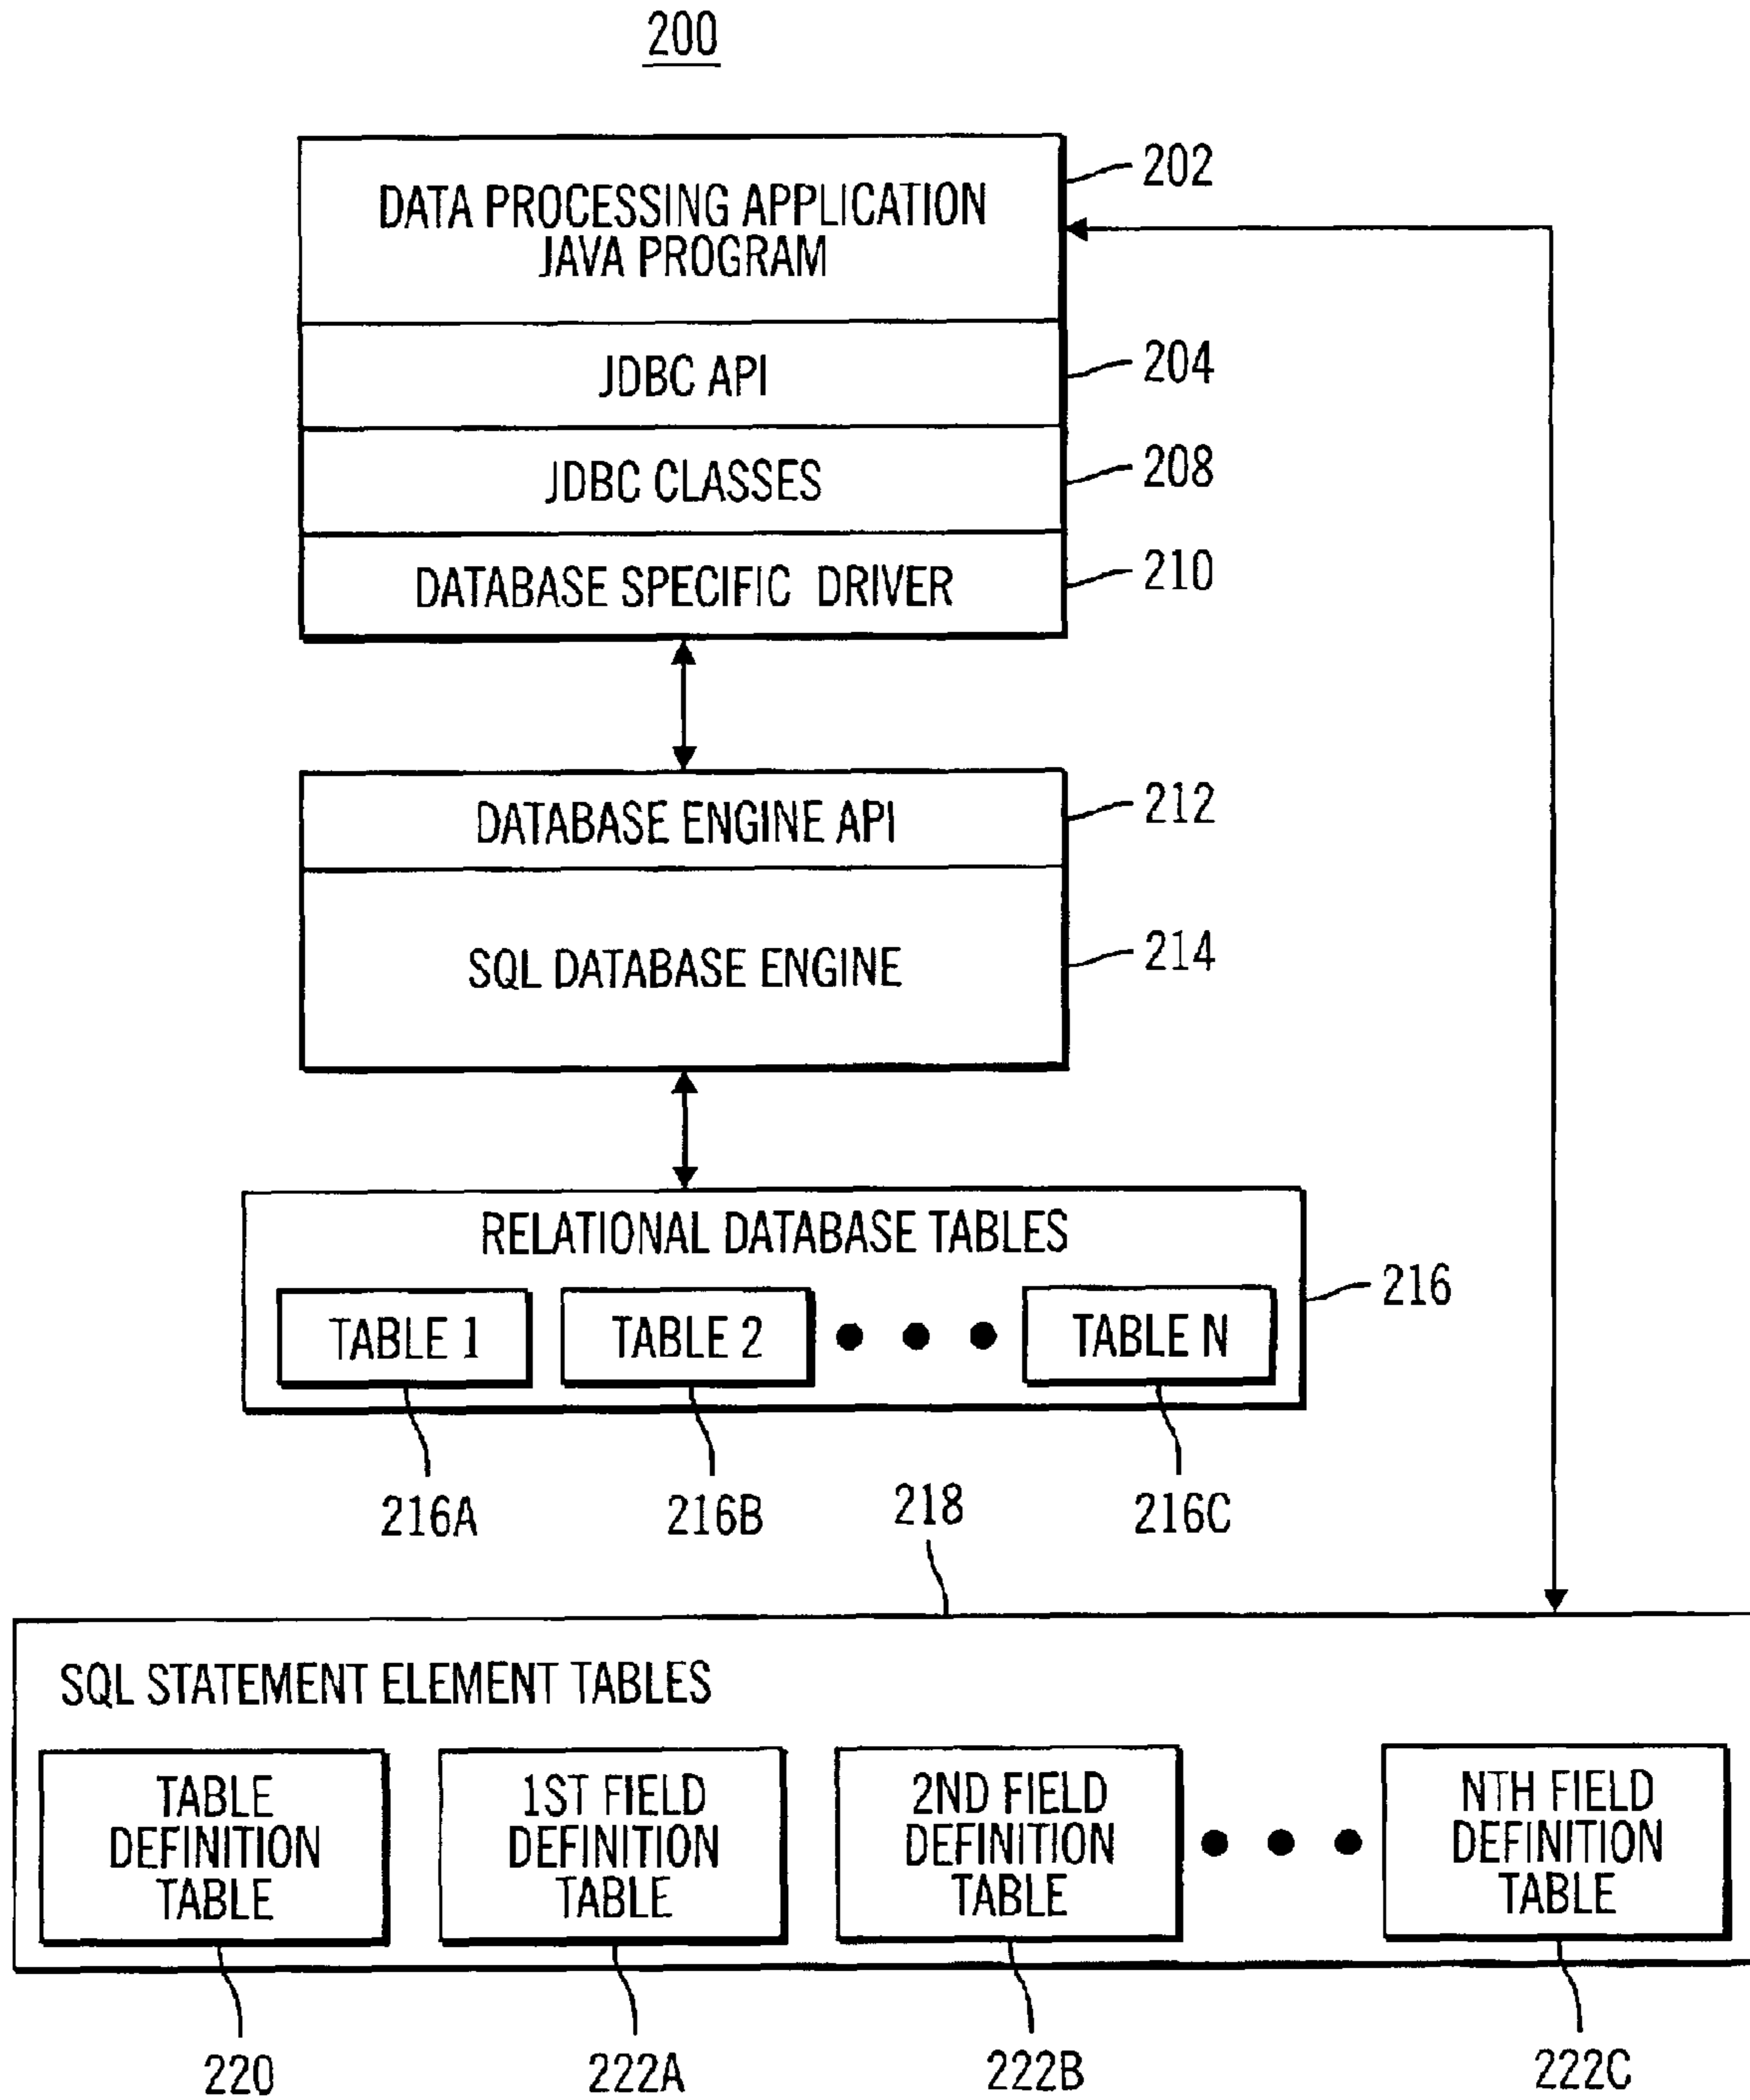 200
DATA PROCESSING APPLICATION
JAVA PROGRAM
202
JDBC API
204
JDBC CLASSES
208
DATABASE SPECIFIC DRIVER
210
DATABASE ENGINE API
212
SQL DATABASE ENGINE
214
RELATIONAL DATABASE TABLES
216
TABLE 1
TABLE 2
TABLE N
216A
216B
216C
218
SQL STATEMENT ELEMENT TABLES
TABLE
DEFINITION
TABLE
1ST FIELD
DEFINITION
TABLE
2ND FIELD
DEFINITION
TABLE
NTH FIELD
DEFINITION
TABLE
220
222A
222B
222C